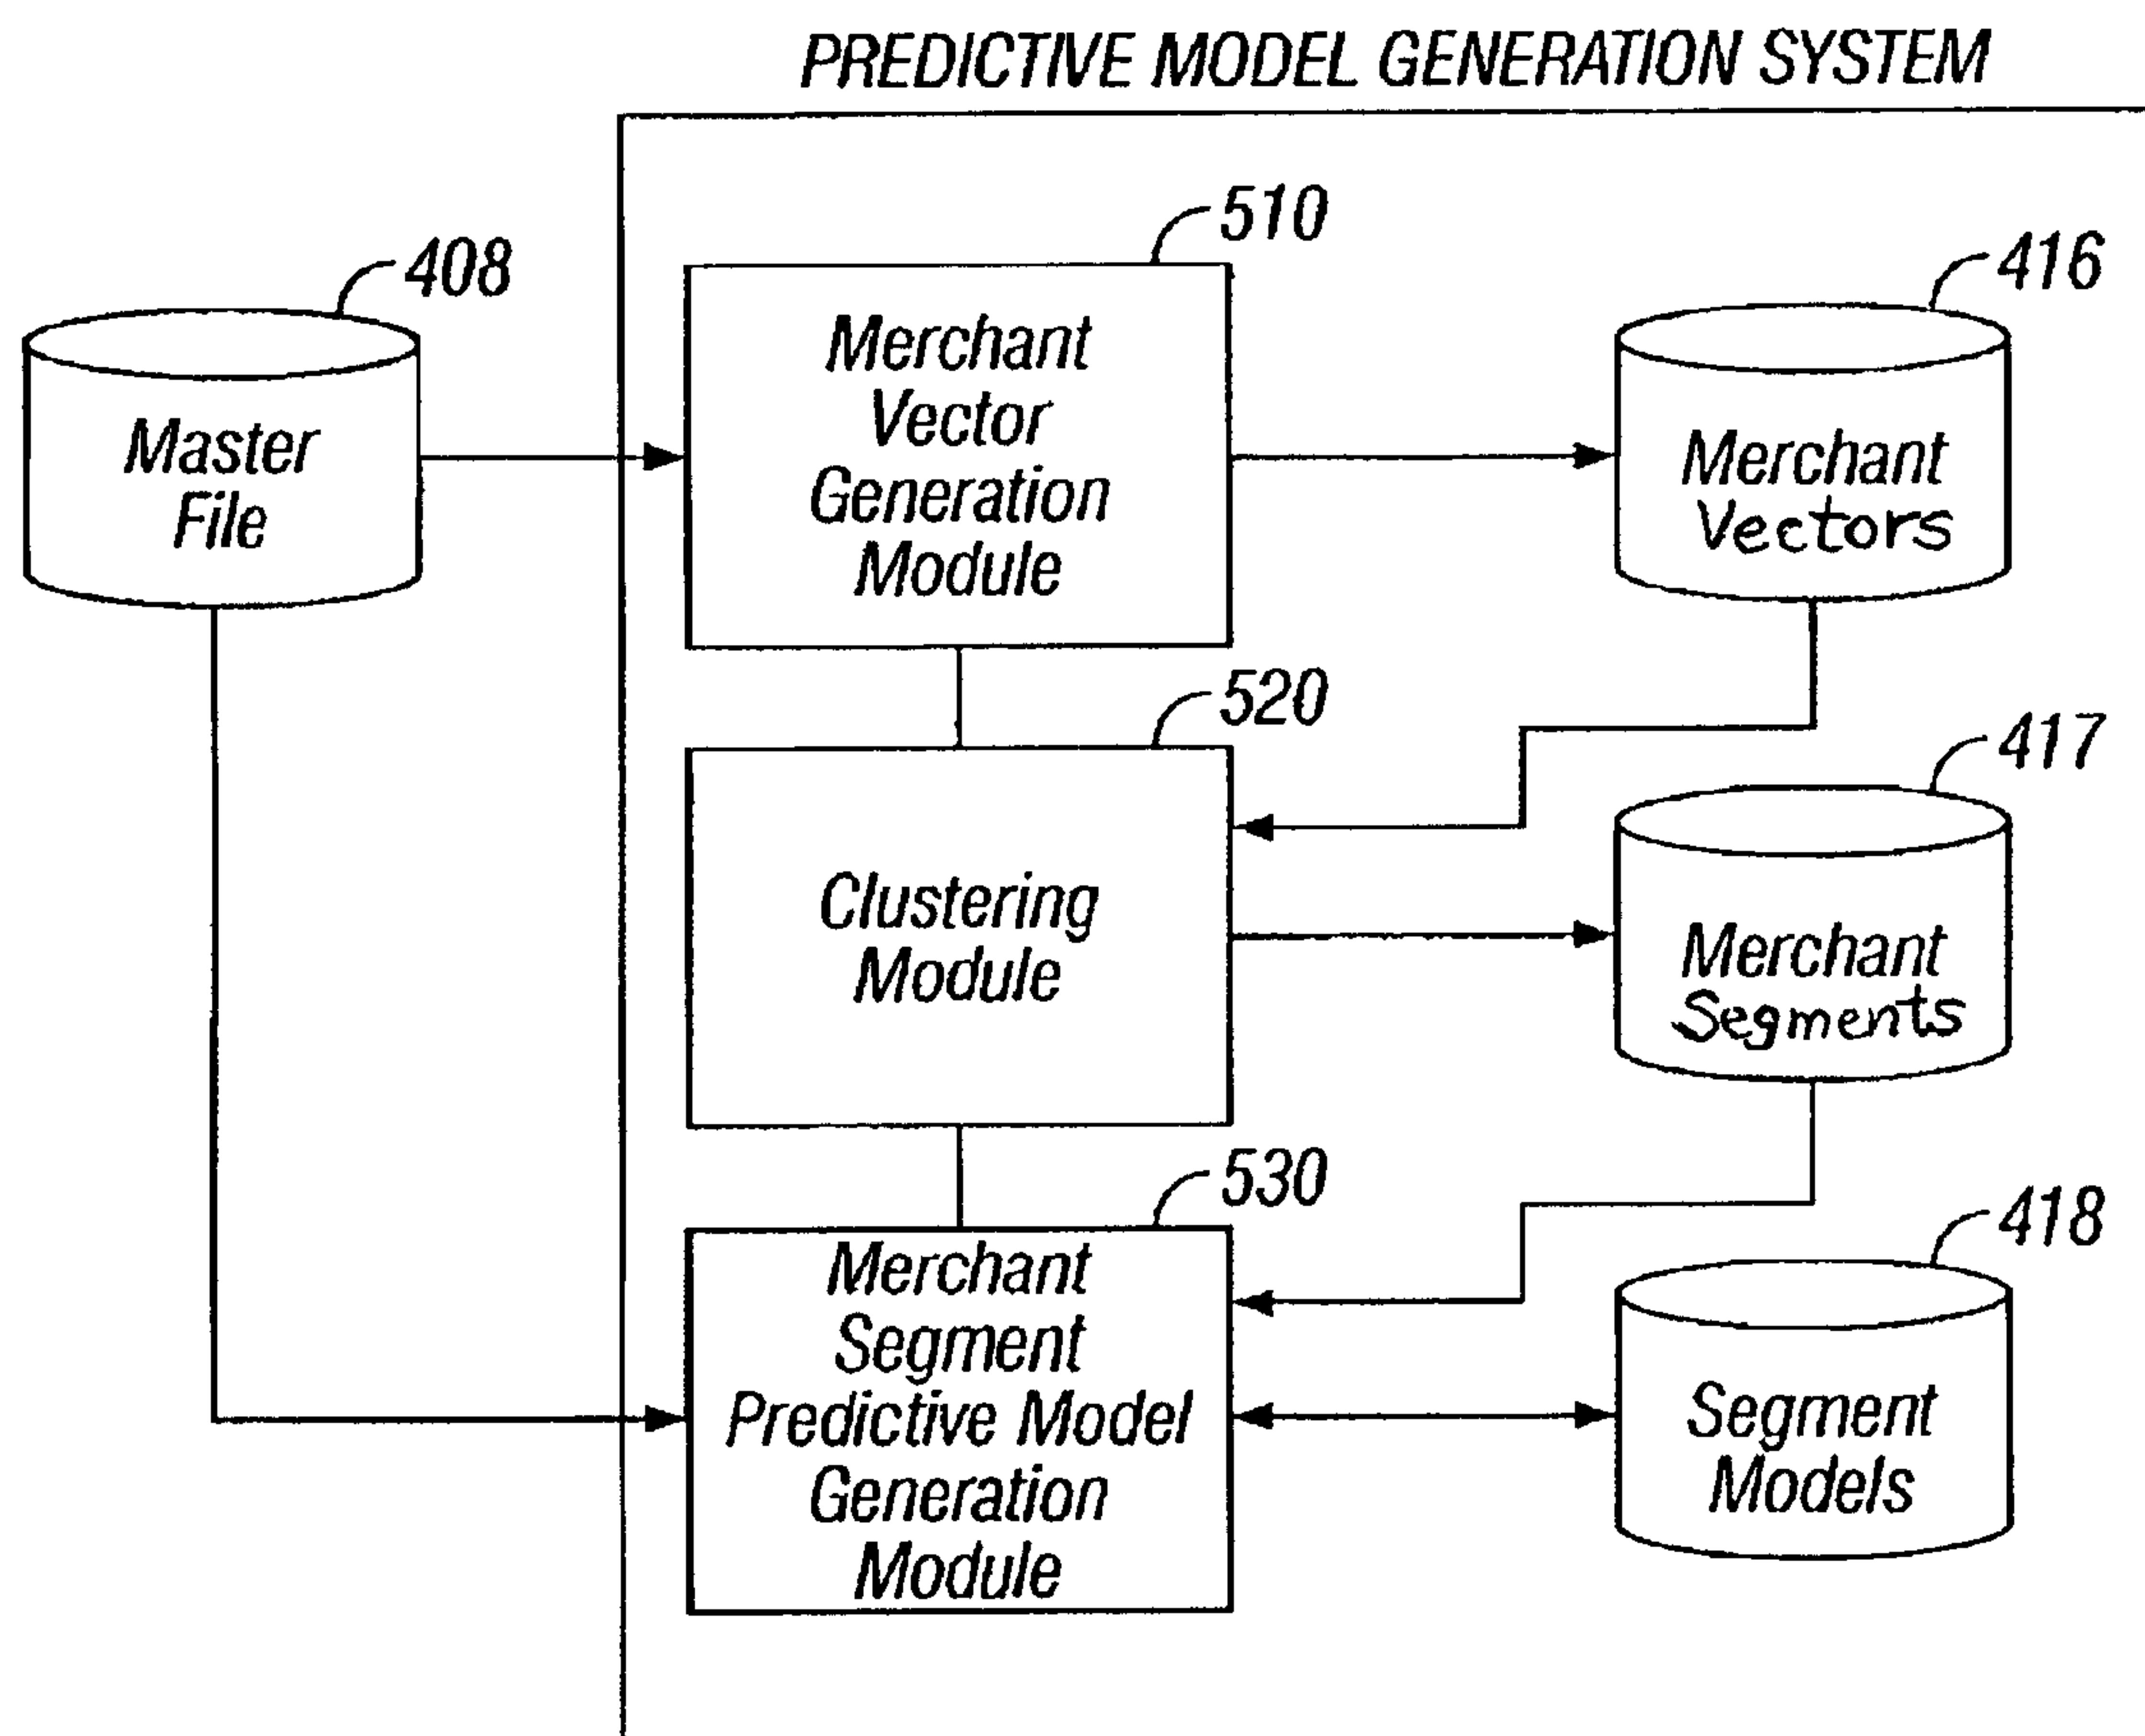 PREDICTIVE MODEL GENERATION SYSTEM
408
Master
File
510
Merchant
Vector
Generation
Module
416
Merchant
Vectors
520
Clustering
Module
417
Merchant
Segments
530
Merchant
Segment
Predictive Model
Generation
Module
418
Segment
Models